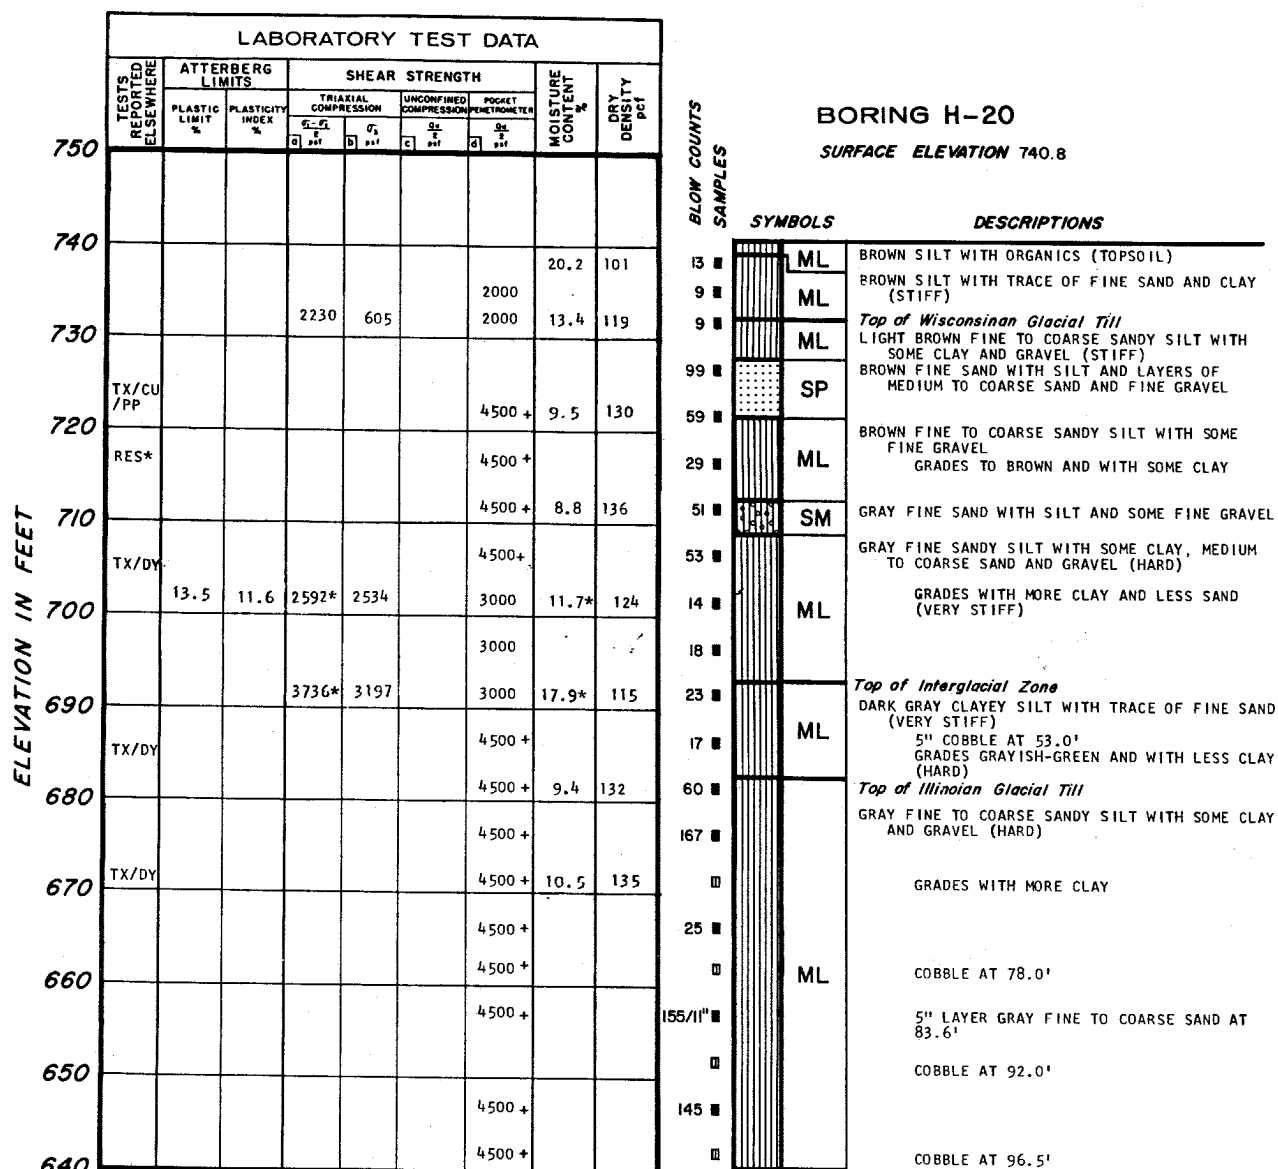 LABORATORY TEST DATA
TESTS REPORTED ELSEWHERE
ATTERBERG LIMITS
SHEAR STRENGTH
MOISTURE CONTENT %
DRY DENSITY pcf
PLASTIC LIMIT %
PLASTICITY INDEX %
TRIAXIAL COMPRESSION
UNCONFINED COMPRESSION
POCKET PENETROMETER
a psf
b psf
c psf
d psf
BORING H-20
SURFACE ELEVATION 740.8
BLOW COUNTS
SAMPLES
SYMBOLS
DESCRIPTIONS
ELEVATION IN FEET
750
740
20.2 101
13 ML BROWN SILT WITH ORGANICS (TOPSOIL)
2000
9 ML BROWN SILT WITH TRACE OF FINE SAND AND CLAY
(STIFF)
2230 605 2000 13.4 119
9 Top of Wisconsinan Glacial Till
730
ML LIGHT BROWN FINE TO COARSE SANDY SILT WITH
SOME CLAY AND GRAVEL (STIFF)
99 SP BROWN FINE SAND WITH SILT AND LAYERS OF
MEDIUM TO COARSE SAND AND FINE GRAVEL
TX/CU
/PP
4500+ 9.5 130
59
720
BROWN FINE TO COARSE SANDY SILT WITH SOME
FINE GRAVEL
RES* 4500+
29 ML GRADES TO BROWN AND WITH SOME CLAY
4500+ 8.8 136
710
51 SM GRAY FINE SAND WITH SILT AND SOME FINE GRAVEL
TX/DY 4500+
53 GRAY FINE SANDY SILT WITH SOME CLAY, MEDIUM
TO COARSE SAND AND GRAVEL (HARD)
13.5 11.6 2592* 2534 3000 11.7* 124
700
14 ML GRADES WITH MORE CLAY AND LESS SAND
(VERY STIFF)
3000
18
3736* 3197 3000 17.9* 115
690
23 Top of Interglacial Zone
DARK GRAY CLAYEY SILT WITH TRACE OF FINE SAND
(VERY STIFF)
TX/DY 4500+
17 ML 5" COBBLE AT 53.0'
GRADES GRAYISH-GREEN AND WITH LESS CLAY
(HARD)
4500+ 9.4 132
680
60 Top of Illinoian Glacial Till
4500+
167 GRAY FINE TO COARSE SANDY SILT WITH SOME CLAY
AND GRAVEL (HARD)
TX/DY 4500+ 10.5 135
670
GRADES WITH MORE CLAY
4500+
25
4500+
660
ML COBBLE AT 78.0'
4500+
155/11" 5" LAYER GRAY FINE TO COARSE SAND AT
83.6'
650
COBBLE AT 92.0'
4500+
145
4500+
640
COBBLE AT 96.5'